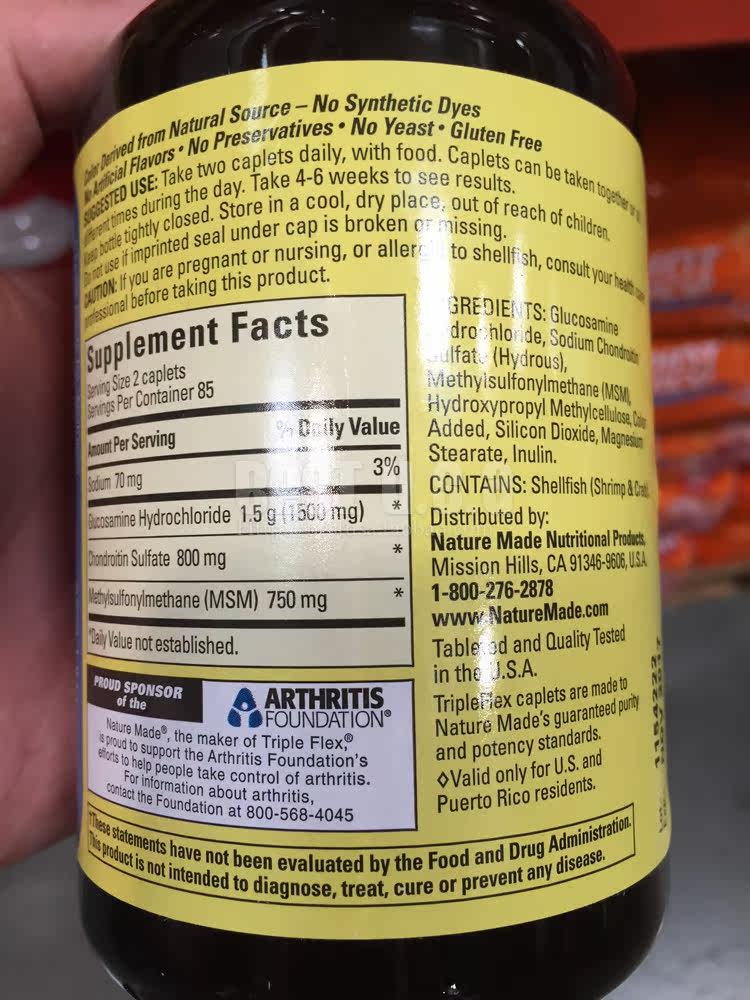 Color Derived from Natural Source – No Synthetic Dyes
No Artificial Flavors • No Preservatives • No Yeast • Gluten Free
SUGGESTED USE: Take two caplets daily, with food. Caplets can be taken together or at
different times during the day. Take 4-6 weeks to see results.
Keep bottle tightly closed. Store in a cool, dry place, out of reach of children.
Do not use if imprinted seal under cap is broken or missing.
CAUTION: If you are pregnant or nursing, or allergic to shellfish, consult your health care
professional before taking this product.
Supplement Facts
Serving Size 2 caplets
Servings Per Container 85
Amount Per Serving % Daily Value
Sodium 70 mg 3%
Glucosamine Hydrochloride 1.5 g (1500 mg) *
Chondroitin Sulfate 800 mg *
Methylsulfonylmethane (MSM) 750 mg *
*Daily Value not established.
PROUD SPONSOR
of the
ARTHRITIS
FOUNDATION®
Nature Made®, the maker of Triple Flex,®
is proud to support the Arthritis Foundation's
efforts to help people take control of arthritis.
For information about arthritis,
contact the Foundation at 800-568-4045
INGREDIENTS: Glucosamine
Hydrochloride, Sodium Chondroitin
Sulfate (Hydrous),
Methylsulfonylmethane (MSM),
Hydroxypropyl Methylcellulose, Color
Added, Silicon Dioxide, Magnesium
Stearate, Inulin.
CONTAINS: Shellfish (Shrimp & Crab).
Distributed by:
Nature Made Nutritional Products,
Mission Hills, CA 91346-9606, U.S.A.
1-800-276-2878
www.NatureMade.com
Tableted and Quality Tested
in the U.S.A.
TripleFlex caplets are made to
Nature Made's guaranteed purity
and potency standards.
◊Valid only for U.S. and
Puerto Rico residents.
†These statements have not been evaluated by the Food and Drug Administration.
This product is not intended to diagnose, treat, cure or prevent any disease.